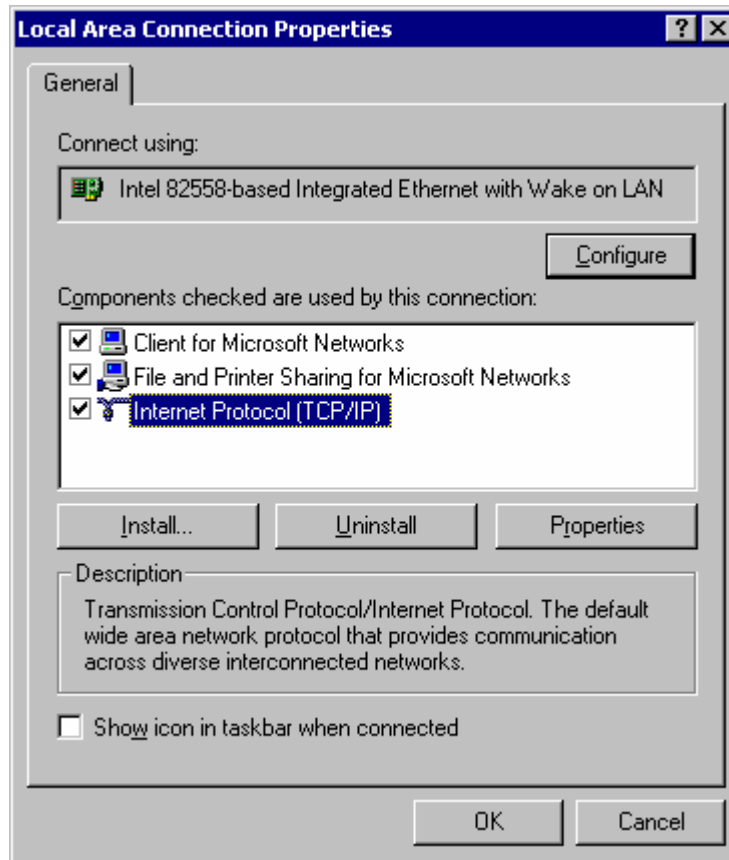 Local Area Connection Properties
General
Connect using:
Intel 82558-based Integrated Ethernet with Wake on LAN
Configure
Components checked are used by this connection:
Client for Microsoft Networks
File and Printer Sharing for Microsoft Networks
Internet Protocol (TCP/IP)
Install... Uninstall Properties
Description
Transmission Control Protocol/Internet Protocol. The default
wide area network protocol that provides communication
across diverse interconnected networks.
Show icon in taskbar when connected
OK Cancel